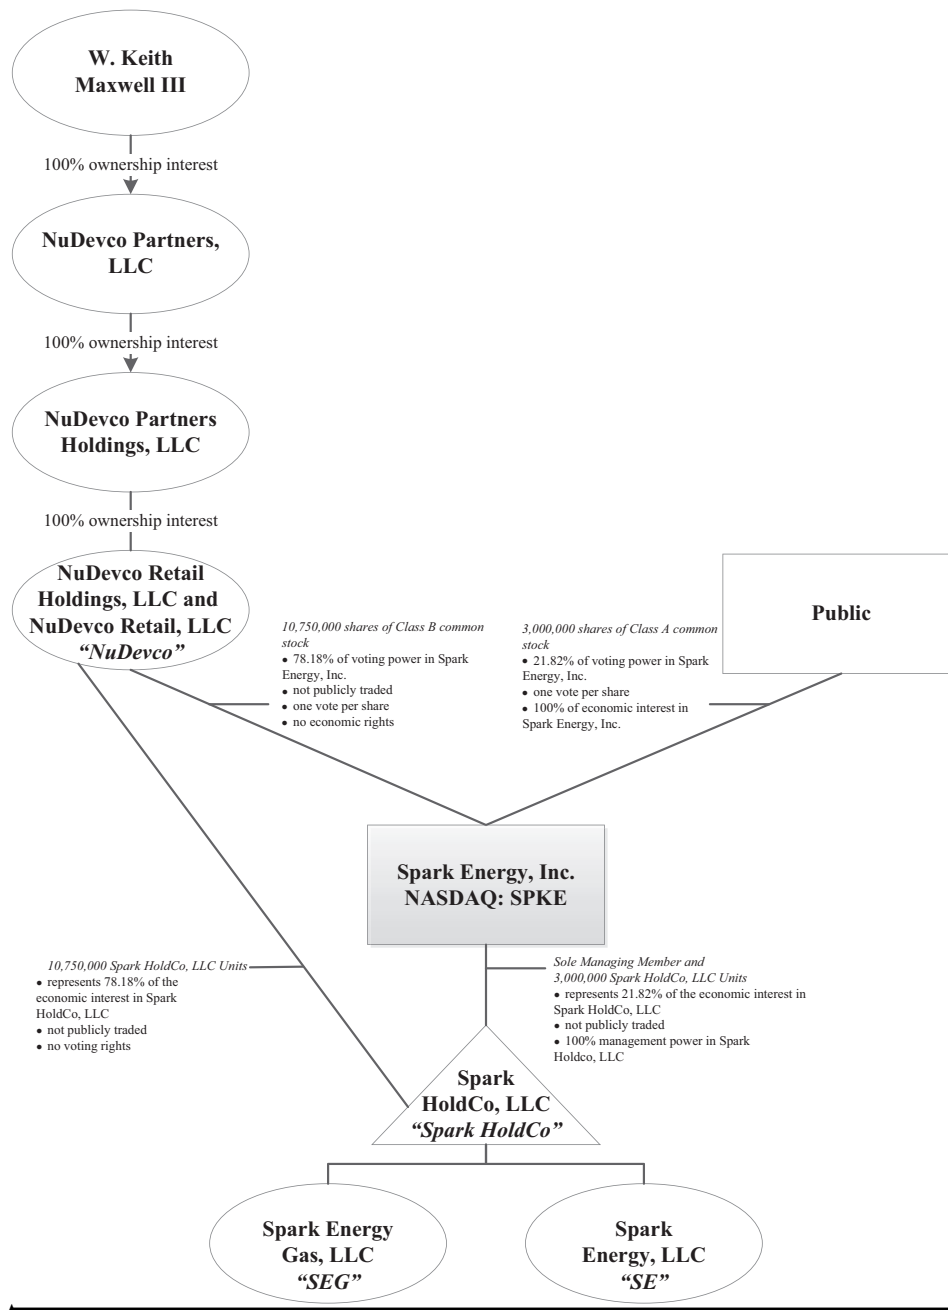 W. Keith
Maxwell III
100% ownership interest
NuDevco Partners,
LLC
100% ownership interest
NuDevco Partners
Holdings, LLC
100% ownership interest
NuDevco Retail
Holdings, LLC and
NuDevco Retail, LLC
“NuDevco”
Public
10,750,000 shares of Class B common
stock
• 78.18% of voting power in Spark
Energy, Inc.
• not publicly traded
• one vote per share
• no economic rights
3,000,000 shares of Class A common
stock
• 21.82% of voting power in Spark
Energy, Inc.
• one vote per share
• 100% of economic interest in
Spark Energy, Inc.
Spark Energy, Inc.
NASDAQ: SPKE
10,750,000 Spark HoldCo, LLC Units
• represents 78.18% of the
economic interest in Spark
HoldCo, LLC
• not publicly traded
• no voting rights
Sole Managing Member and
3,000,000 Spark HoldCo, LLC Units
• represents 21.82% of the economic interest in
Spark HoldCo, LLC
• not publicly traded
• 100% management power in Spark
Holdco, LLC
Spark
HoldCo, LLC
“Spark HoldCo”
Spark Energy
Gas, LLC
“SEG”
Spark
Energy, LLC
“SE”